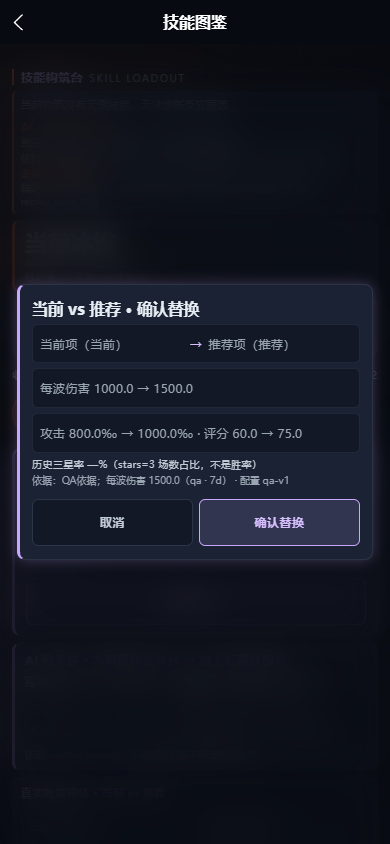 技能图鉴
技能构筑台 SKILL LOADOUT
当前 vs 推荐 • 确认替换
当前项（当前） → 推荐项（推荐）
每波伤害 1000.0 → 1500.0
攻击 800.0‰ → 1000.0‰ · 评分 60.0 → 75.0
历史三星率 —%（stars=3 场数占比，不是胜率）
依据：QA依据；每波伤害 1500.0（qa · 7d） · 配置 qa-v1
取消
确认替换